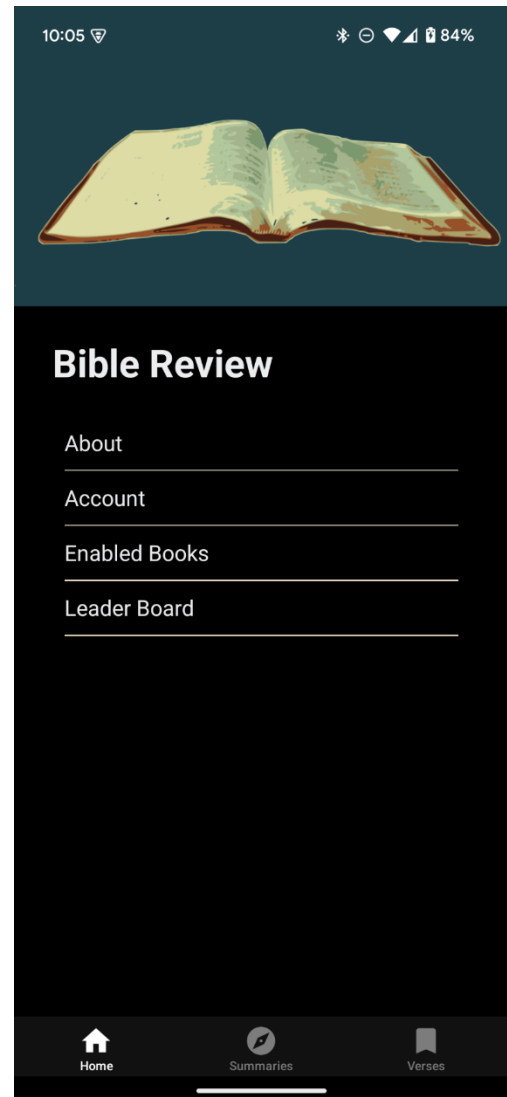 10:05
84%
Bible Review
About
Account
Enabled Books
Leader Board
Home Summaries Verses